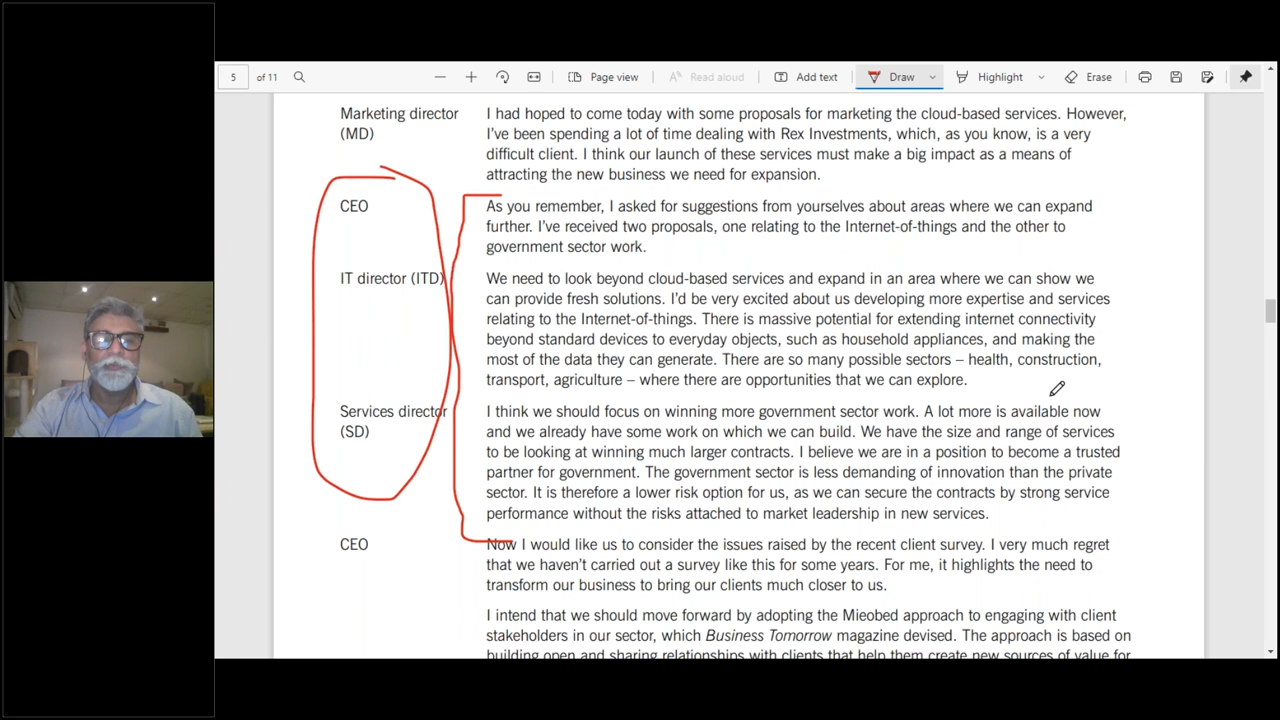 5 of 11 Page view Read aloud Add text Draw Highlight Erase
Marketing director I had hoped to come today with some proposals for marketing the cloud-based services. However,
(MD) I've been spending a lot of time dealing with Rex Investments, which, as you know, is a very
difficult client. I think our launch of these services must make a big impact as a means of
attracting the new business we need for expansion.
CEO As you remember, I asked for suggestions from yourselves about areas where we can expand
further. I've received two proposals, one relating to the Internet-of-things and the other to
government sector work.
IT director (ITD) We need to look beyond cloud-based services and expand in an area where we can show we
can provide fresh solutions. I'd be very excited about us developing more expertise and services
relating to the Internet-of-things. There is massive potential for extending internet connectivity
beyond standard devices to everyday objects, such as household appliances, and making the
most of the data they can generate. There are so many possible sectors – health, construction,
transport, agriculture – where there are opportunities that we can explore.
Services director I think we should focus on winning more government sector work. A lot more is available now
(SD) and we already have some work on which we can build. We have the size and range of services
to be looking at winning much larger contracts. I believe we are in a position to become a trusted
partner for government. The government sector is less demanding of innovation than the private
sector. It is therefore a lower risk option for us, as we can secure the contracts by strong service
performance without the risks attached to market leadership in new services.
CEO Now I would like us to consider the issues raised by the recent client survey. I very much regret
that we haven't carried out a survey like this for some years. For me, it highlights the need to
transform our business to bring our clients much closer to us.
I intend that we should move forward by adopting the Mieobed approach to engaging with client
stakeholders in our sector, which Business Tomorrow magazine devised. The approach is based on
building open and sharing relationships with clients that help them create new sources of value for